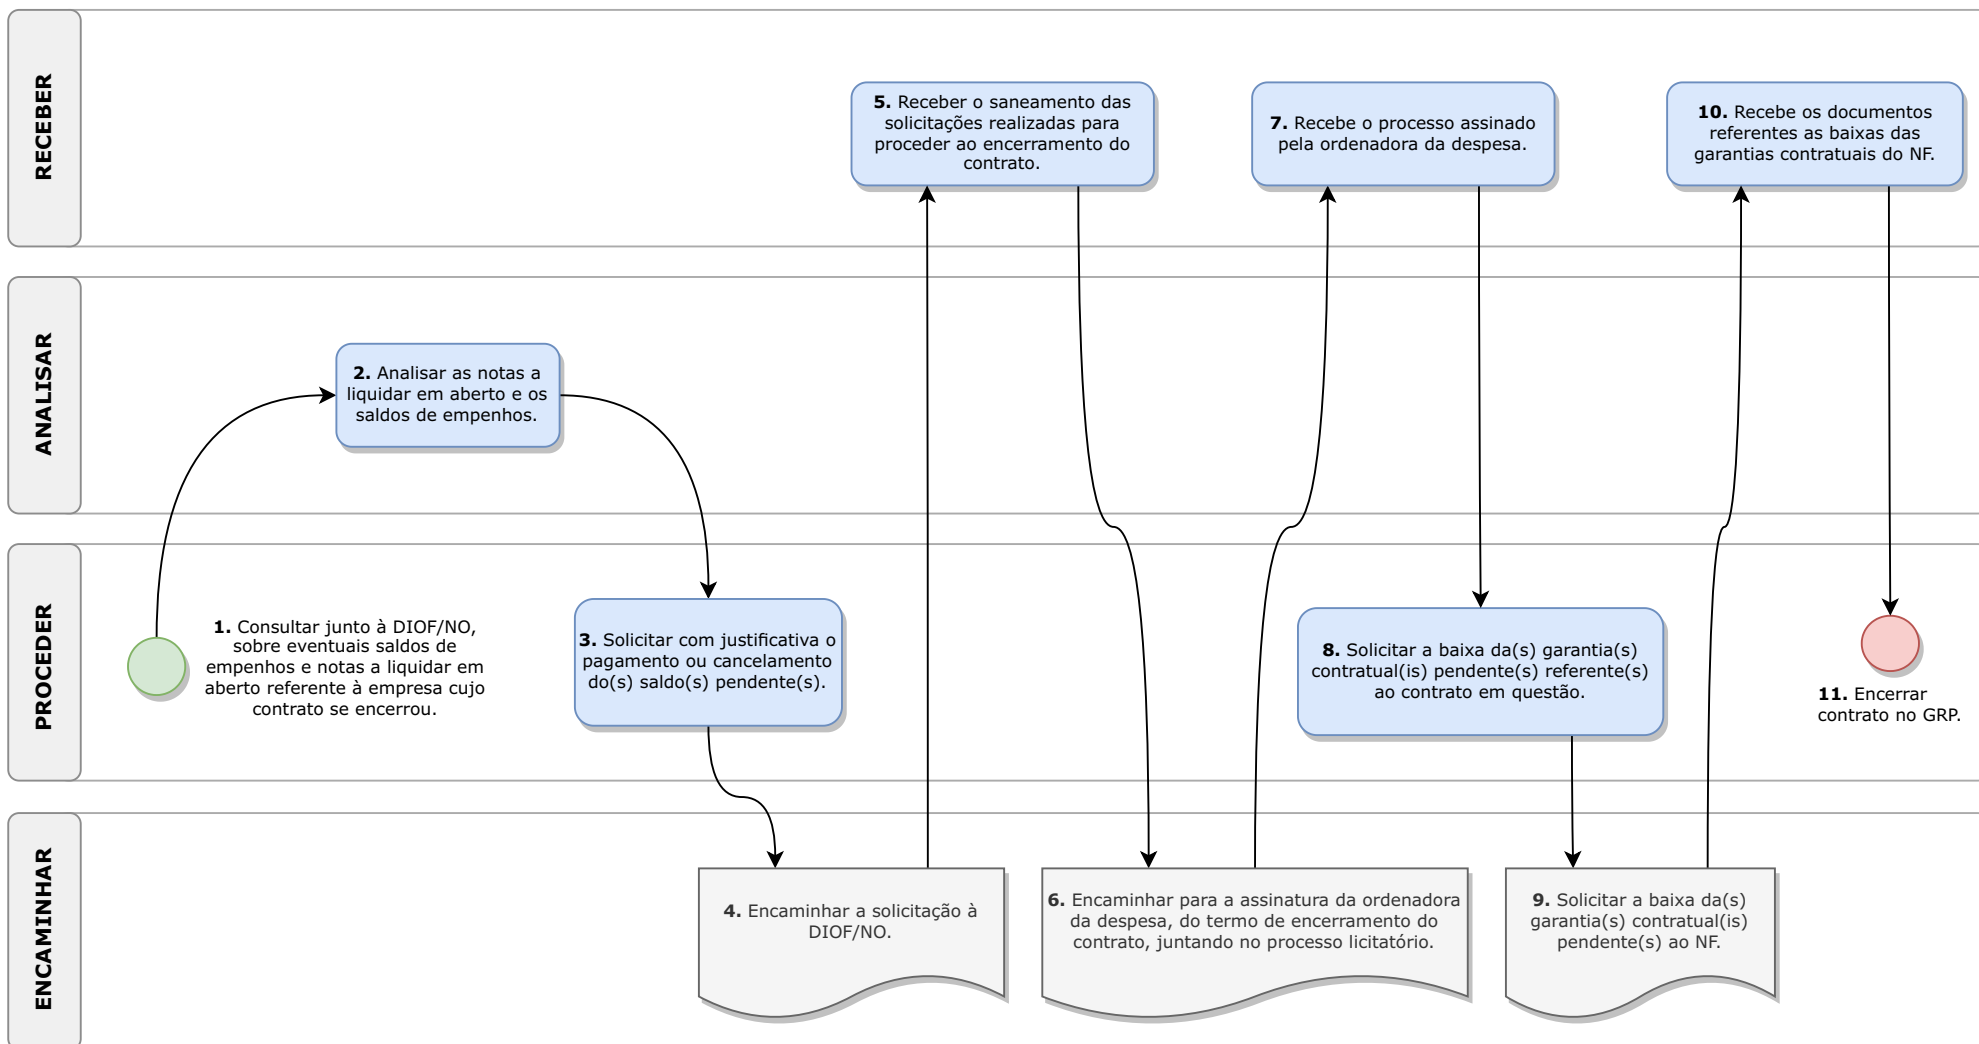 RECEBER
5. Receber o saneamento das
solicitações realizadas para
proceder ao encerramento do
contrato.
7. Recebe o processo assinado
pela ordenadora da despesa.
10. Recebe os documentos
referentes as baixas das
garantias contratuais do NF.
ANALISAR
2. Analisar as notas a
liquidar em aberto e os
saldos de empenhos.
PROCEDER
1. Consultar junto à DIOF/NO,
sobre eventuais saldos de
empenhos e notas a liquidar em
aberto referente à empresa cujo
contrato se encerrou.
3. Solicitar com justificativa o
pagamento ou cancelamento
do(s) saldo(s) pendente(s).
8. Solicitar a baixa da(s) garantia(s)
contratual(is) pendente(s) referente(s)
ao contrato em questão.
11. Encerrar
contrato no GRP.
ENCAMINHAR
4. Encaminhar a solicitação à
DIOF/NO.
6. Encaminhar para a assinatura da ordenadora
da despesa, do termo de encerramento do
contrato, juntando no processo licitatório.
9. Solicitar a baixa da(s)
garantia(s) contratual(is)
pendente(s) ao NF.